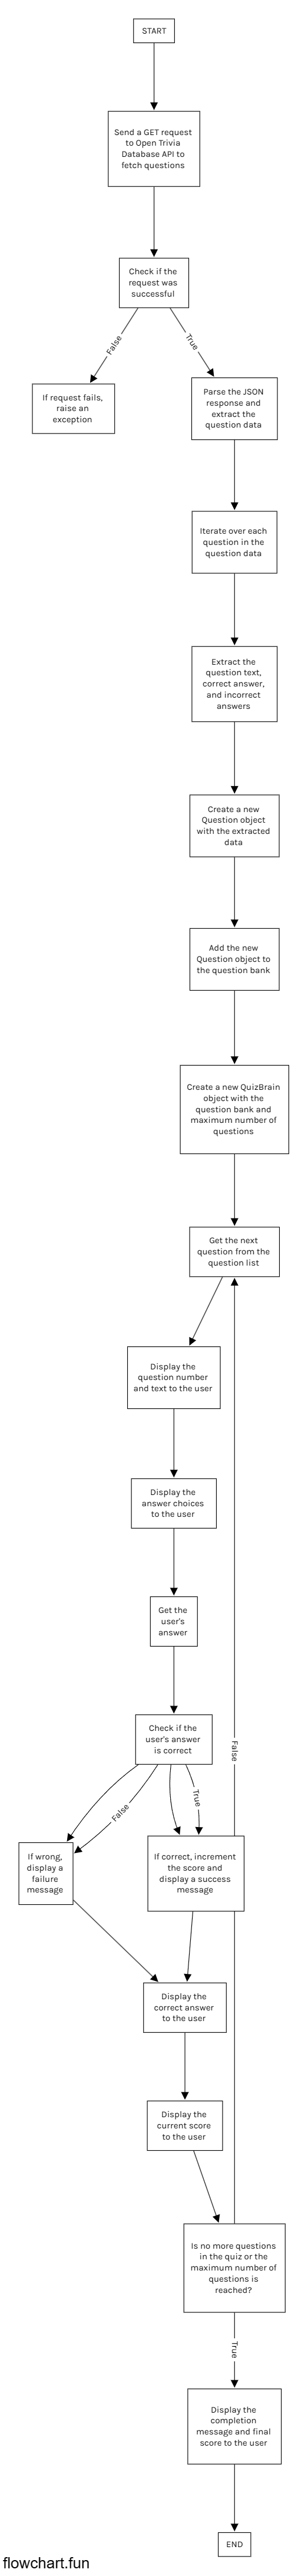 START
Send a GET request
to Open Trivia
Database API to
fetch questions
Check if the
request was
successful
False
True
If request fails,
raise an
exception
Parse the JSON
response and
extract the
question data
Iterate over each
question in the
question data
Extract the
question text,
correct answer,
and incorrect
answers
Create a new
Question object
with the extracted
data
Add the new
Question object to
the question bank
Create a new QuizBrain
object with the
question bank and
maximum number of
questions
Get the next
question from the
question list
Display the
question number
and text to the user
Display the
answer choices
to the user
Get the
user's
answer
Check if the
user's answer
is correct
False
True
False
If wrong,
display a
failure
message
If correct, increment
the score and
display a success
message
Display the
correct answer
to the user
Display the
current score
to the user
Is no more questions
in the quiz or the
maximum number of
questions is
reached?
True
Display the
completion
message and final
score to the user
END
flowchart.fun